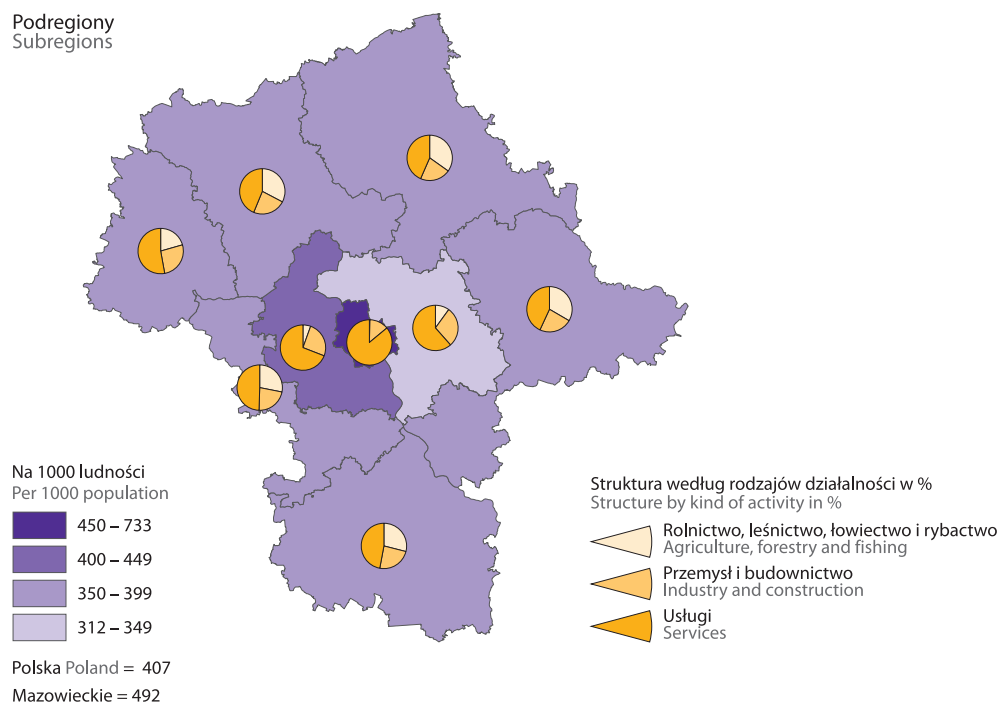 Podregiony
Subregions
Na 1000 ludności
Per 1000 population
450 – 733
400 – 449
350 – 399
312 – 349
Polska Poland = 407
Mazowieckie = 492
Struktura według rodzajów działalności w %
Structure by kind of activity in %
Rolnictwo, leśnictwo, łowiectwo i rybactwo
Agriculture, forestry and fishing
Przemysł i budownictwo
Industry and construction
Usługi
Services